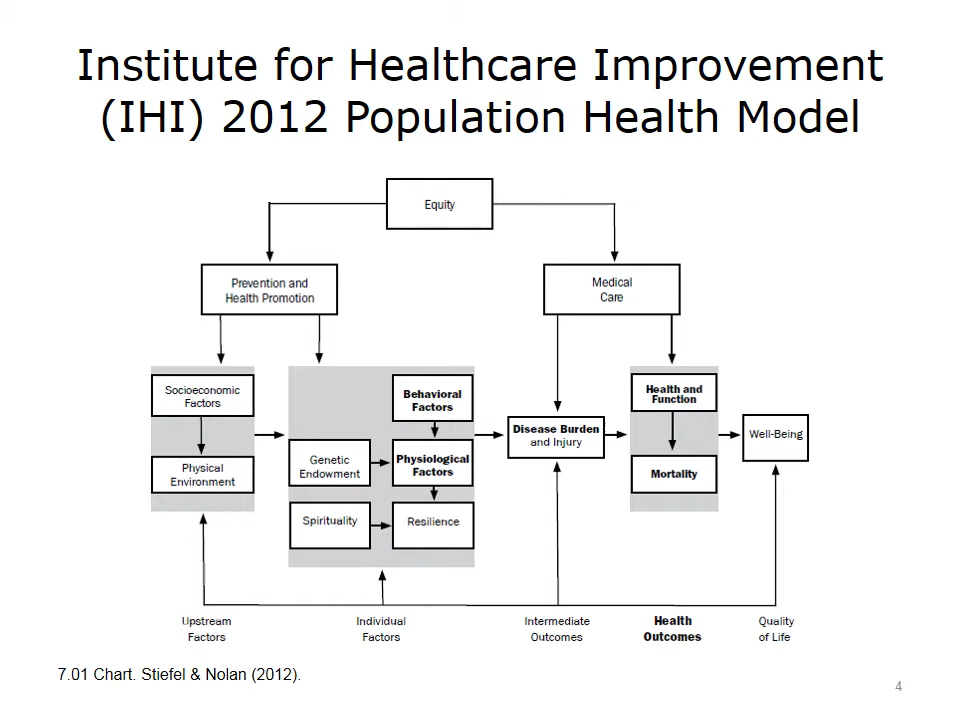 Institute for Healthcare Improvement
(IHI) 2012 Population Health Model
Equity
Prevention and
Health Promotion
Medical
Care
Socioeconomic
Factors
Physical
Environment
Behavioral
Factors
Genetic
Endowment
Physiological
Factors
Spirituality
Resilience
Disease Burden
and Injury
Health and
Function
Mortality
Well-Being
Upstream
Factors
Individual
Factors
Intermediate
Outcomes
Health
Outcomes
Quality
of Life
7.01 Chart. Stiefel & Nolan (2012).
4